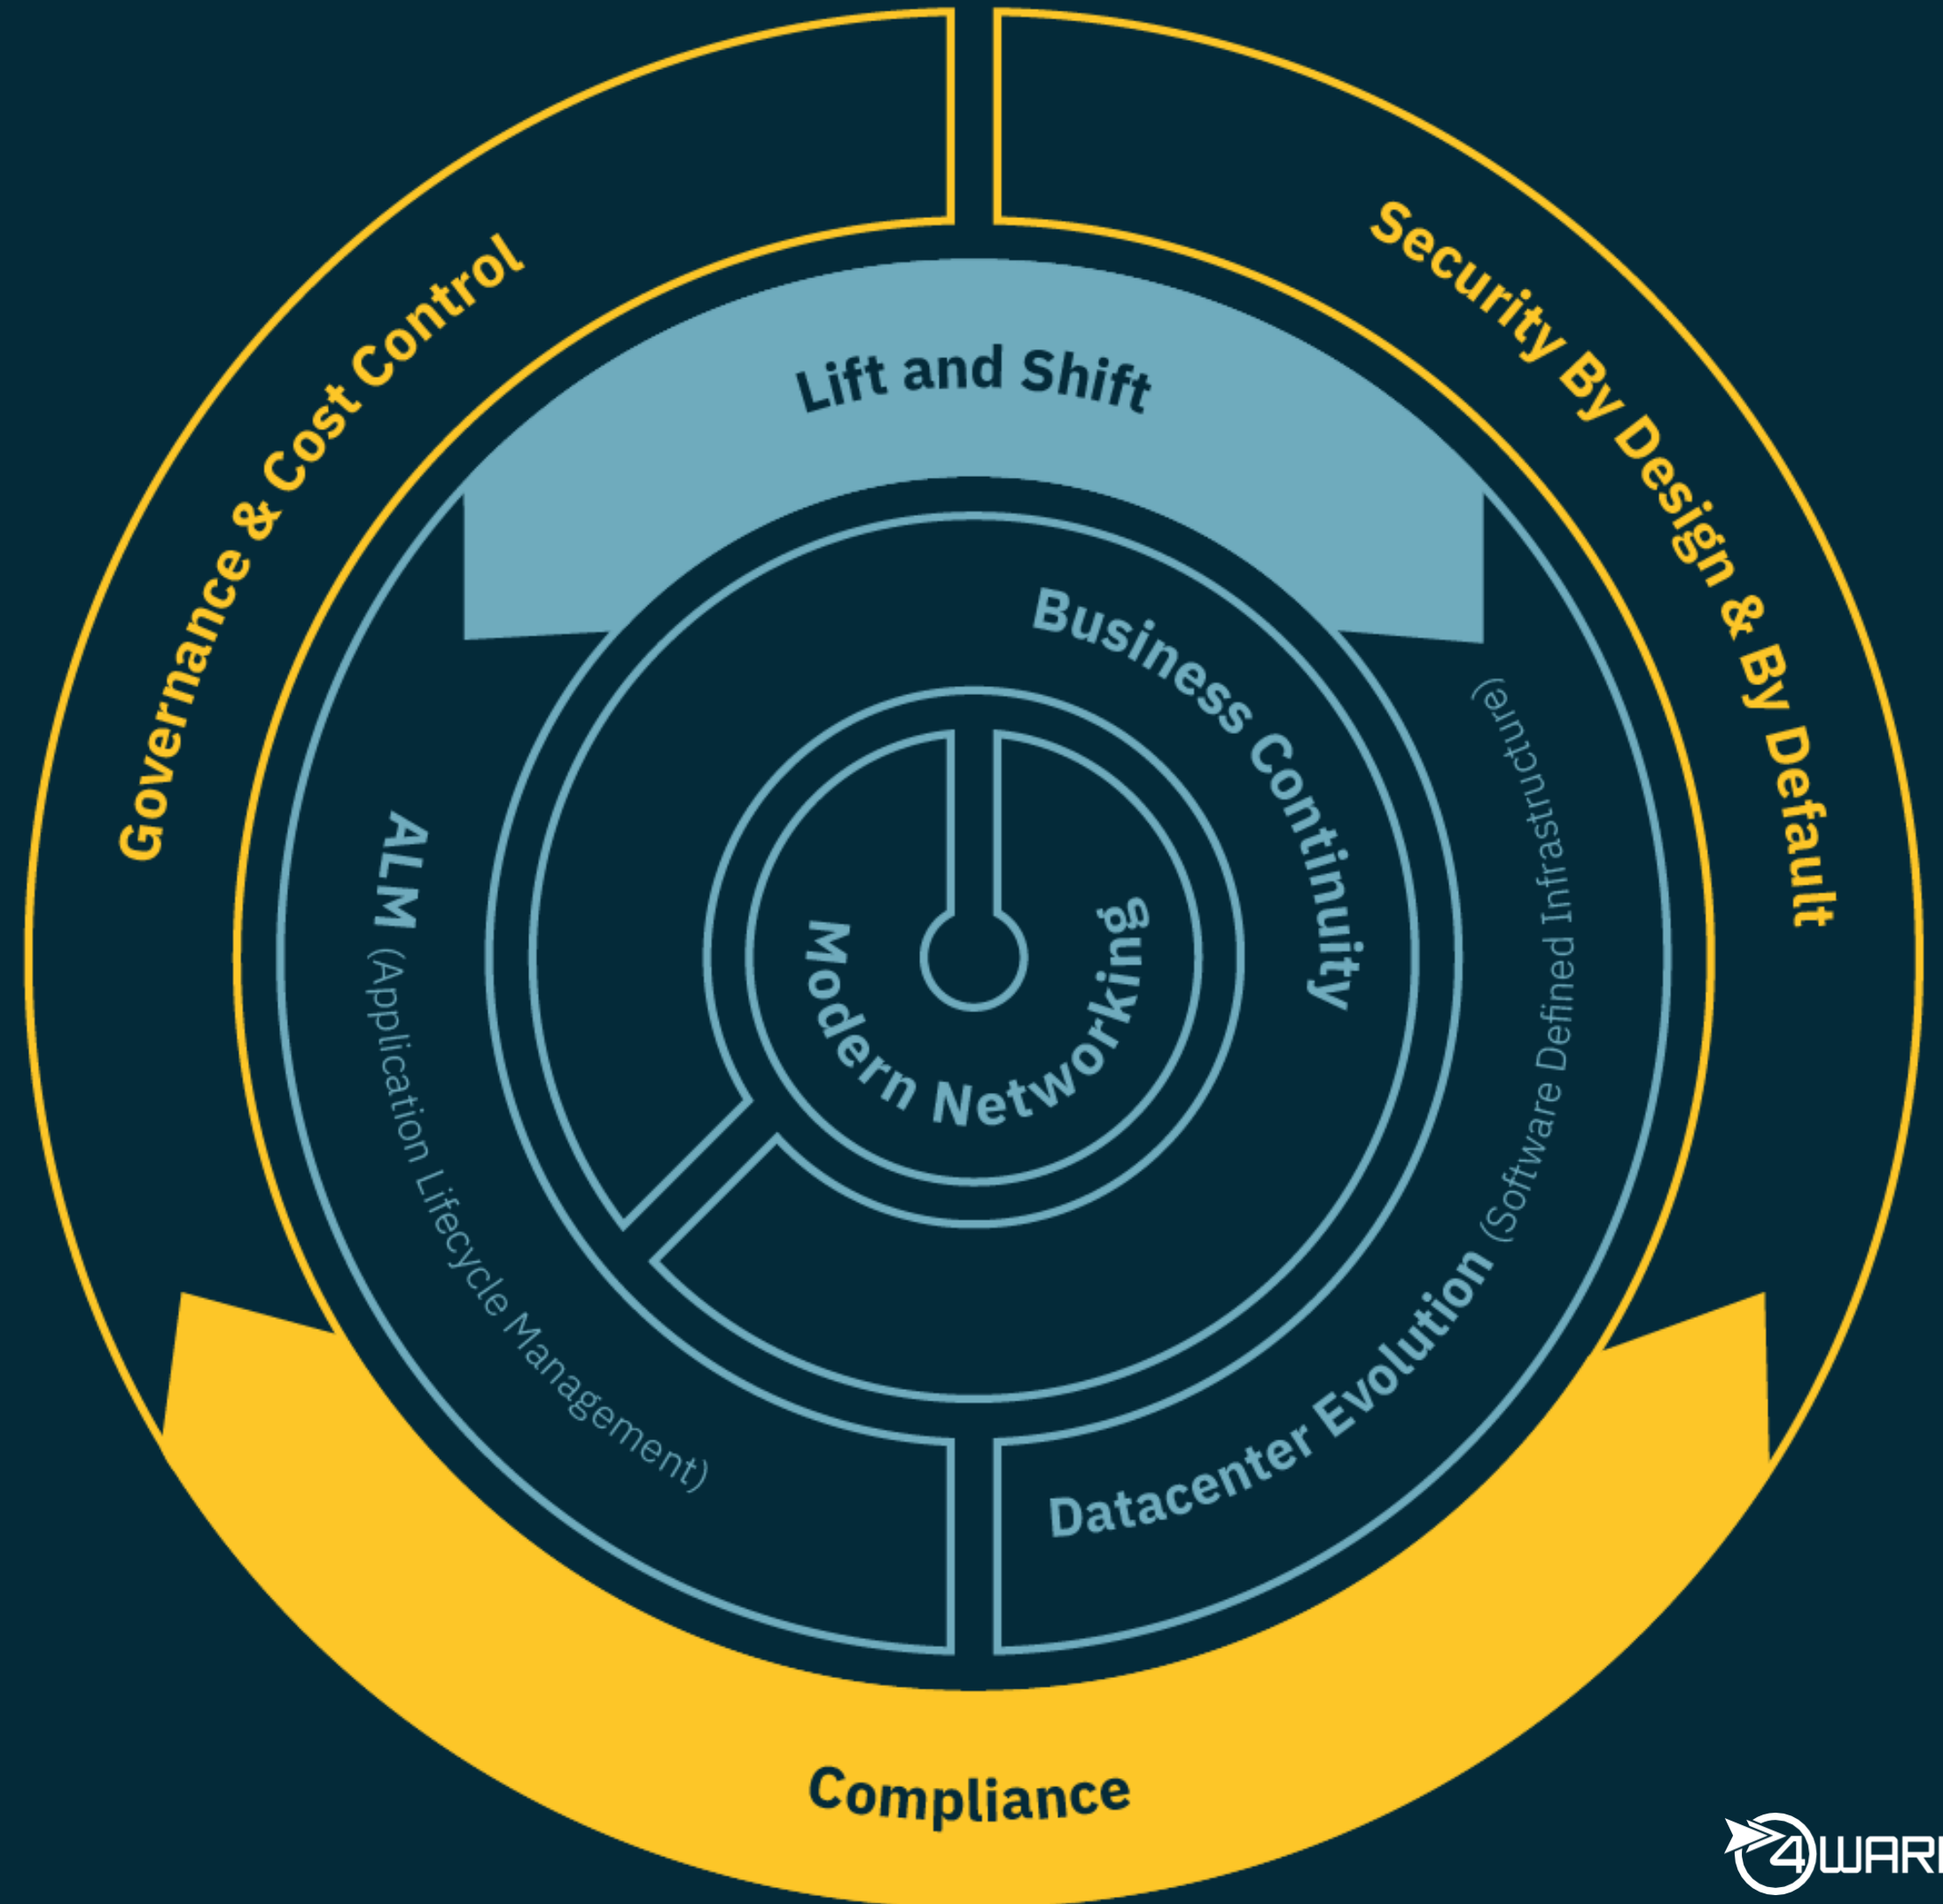 Governance & Cost Control
Security By Design & By Default
Lift and Shift
Business Continuity
Modern Networking
ALM (Application Lifecycle Management)
Datacenter Evolution (Software Defined Infrastructure)
Compliance